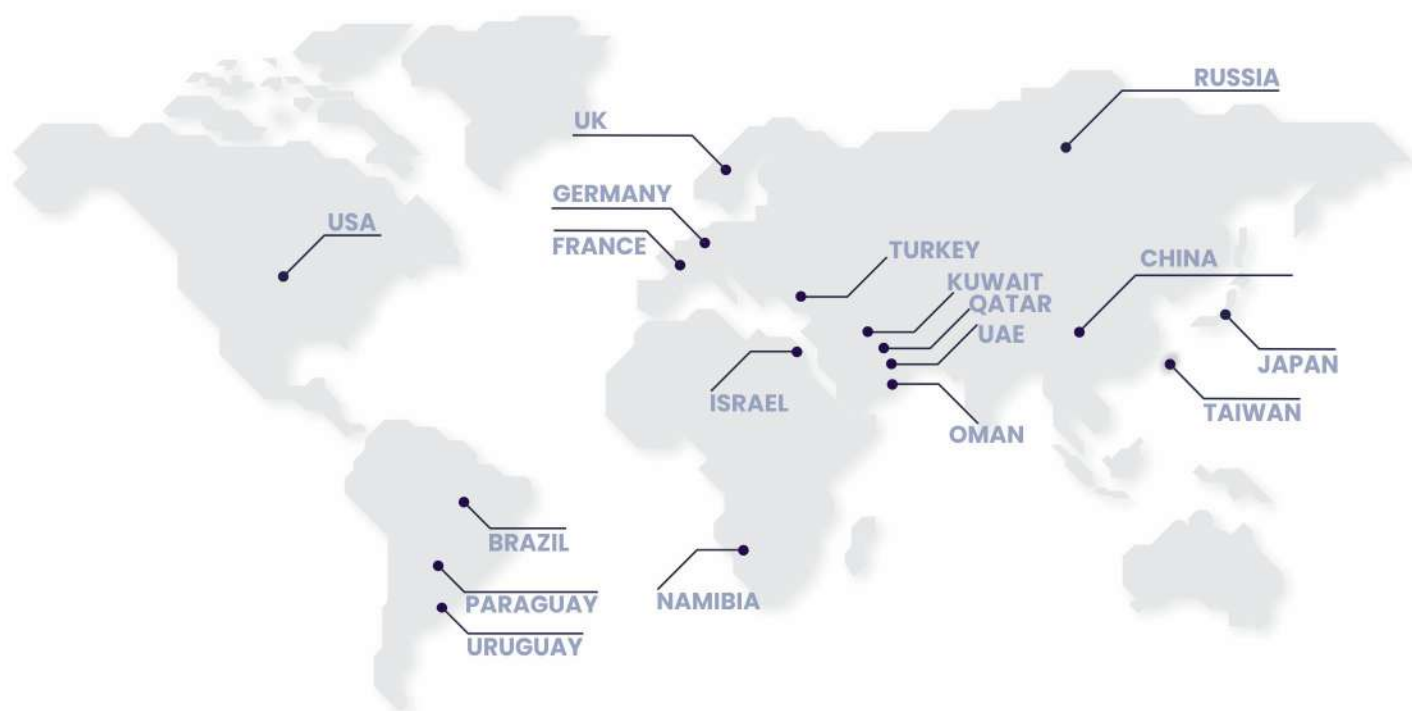 RUSSIA
UK
GERMANY
USA
FRANCE
TURKEY
CHINA
KUWAIT
QATAR
UAE
JAPAN
ISRAEL
TAIWAN
OMAN
BRAZIL
PARAGUAY
NAMIBIA
URUGUAY